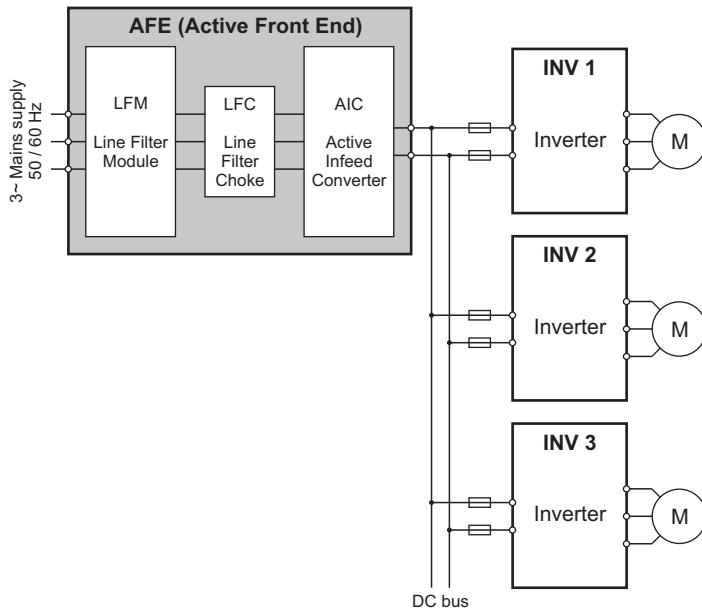 AFE (Active Front End)
3~ Mains supply
50 / 60 Hz
LFM
Line Filter
Module
LFC
Line
Filter
Choke
AIC
Active
Infeed
Converter
INV 1
Inverter
M
INV 2
Inverter
M
INV 3
Inverter
M
DC bus